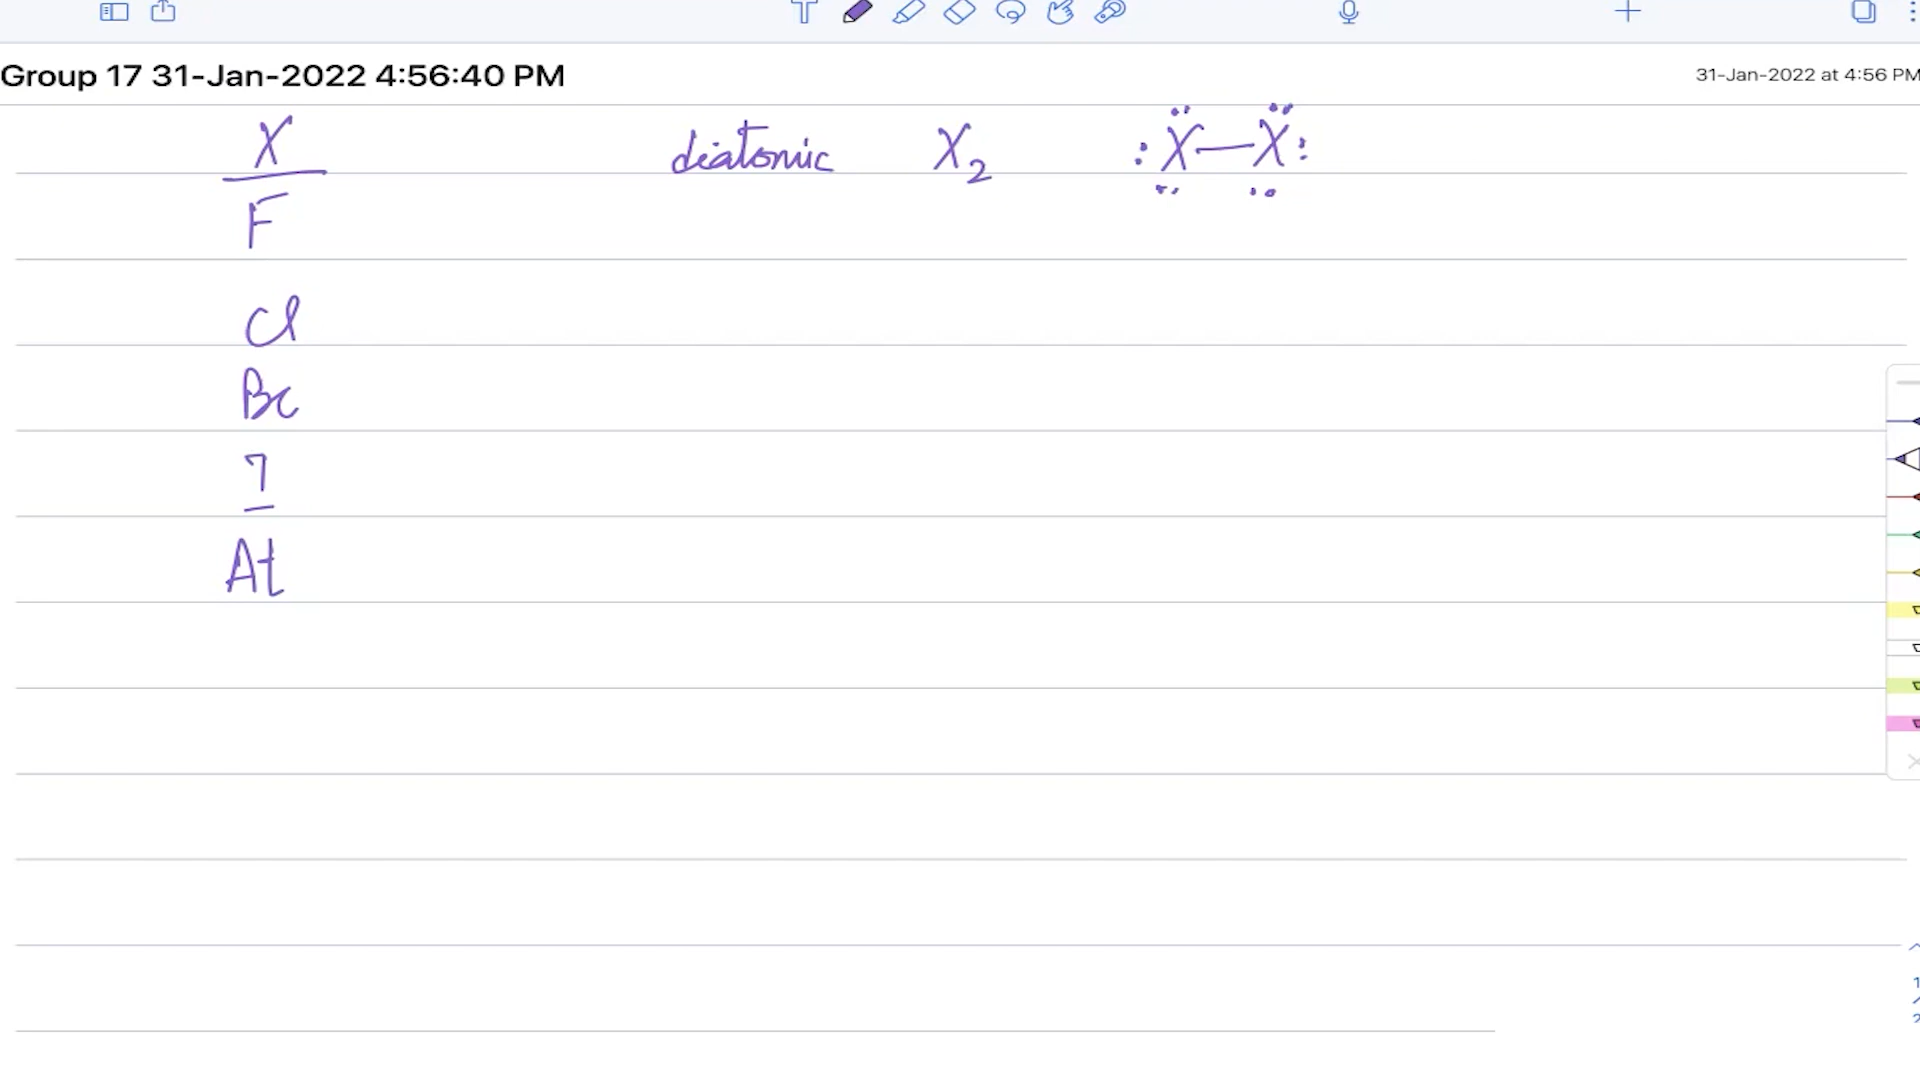 Group 17 31-Jan-2022 4:56:40 PM
31-Jan-2022 at 4:56 PM
X diatomic X₂ :Ẍ—Ẍ:
F
Cl
Br
I
At